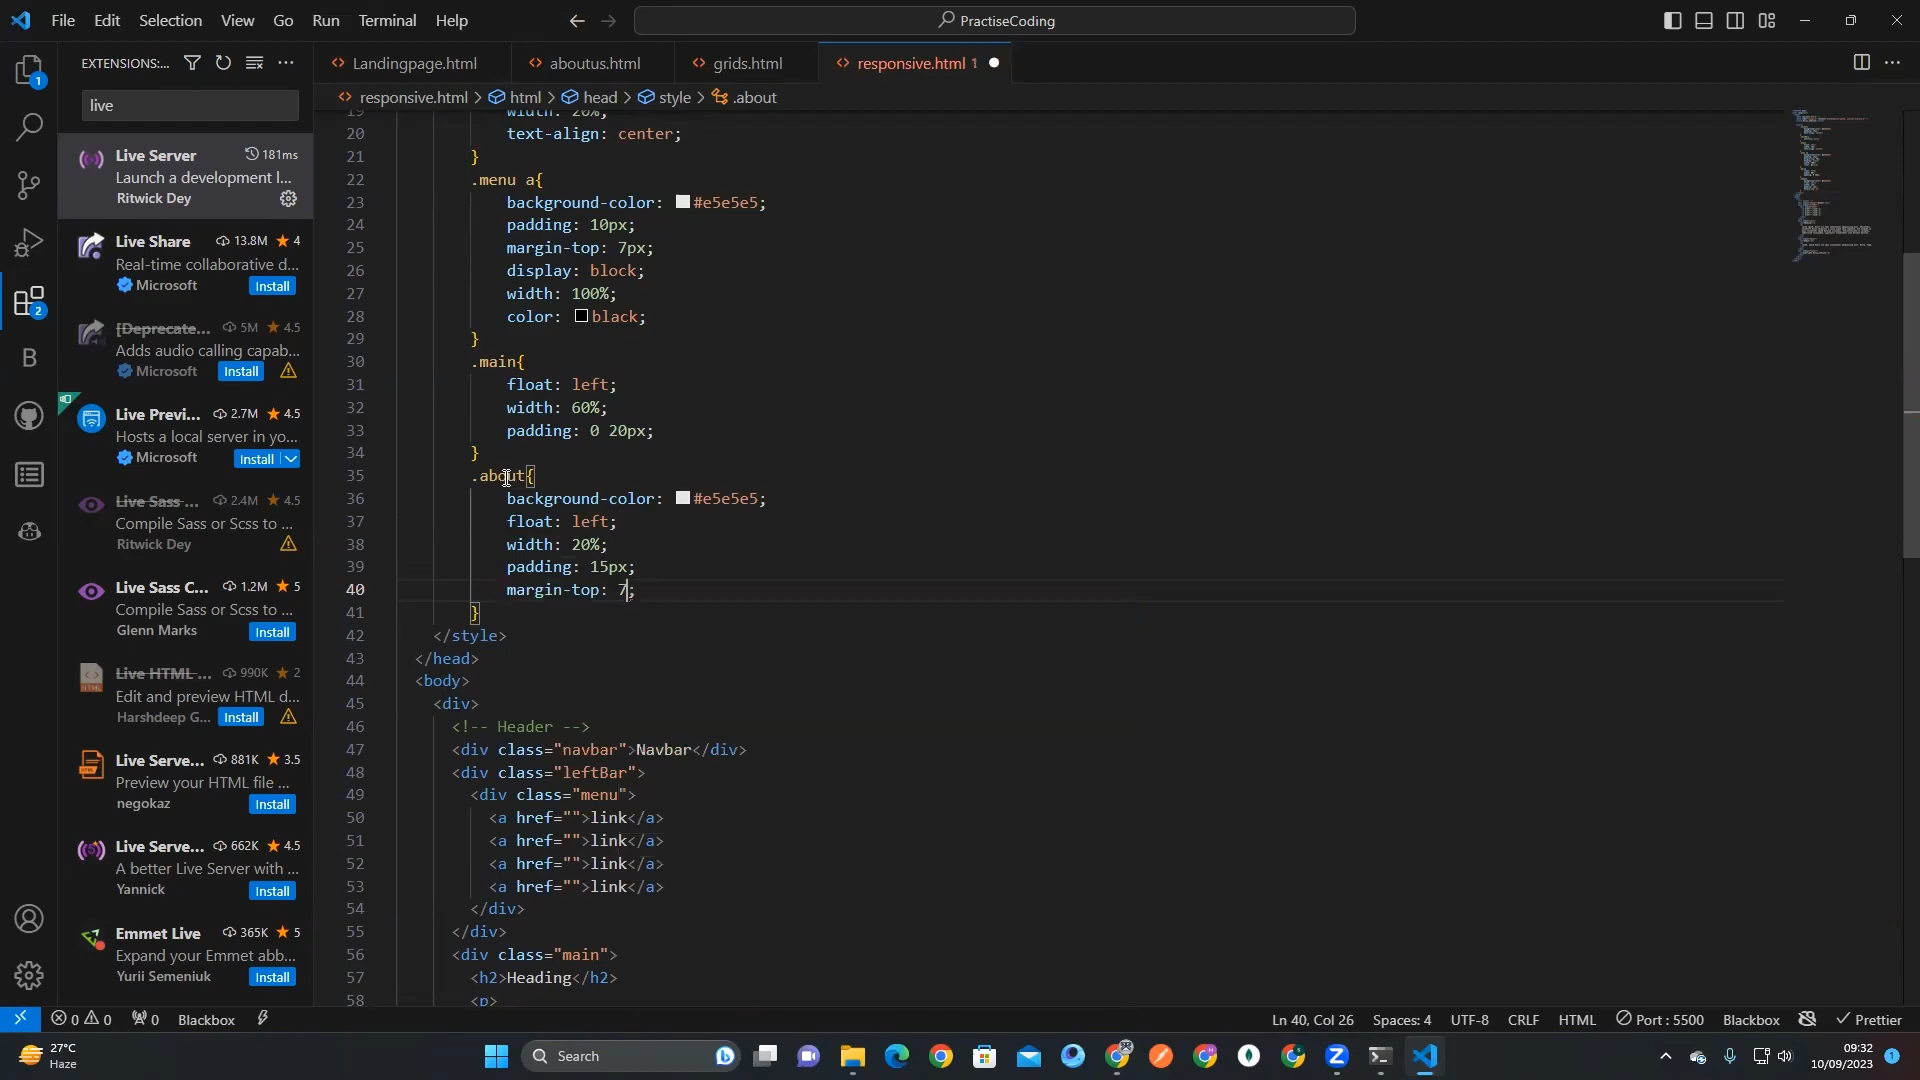 File Edit Selection View Go Run Terminal Help
PractiseCoding
EXTENSIONS:...
Landingpage.html
aboutus.html
grids.html
responsive.html 1
live
responsive.html > html > head > style > .about
Live Server 181ms
Launch a development l...
Ritwick Dey
Live Share 13.8M 4
Real-time collaborative d...
Microsoft Install
[Deprecate... 5M 4.5
Adds audio calling capab...
Microsoft Install
Live Previ... 2.7M 4.5
Hosts a local server in yo...
Microsoft Install
Live Sass ... 2.4M 4.5
Compile Sass or Scss to ...
Ritwick Dey
Live Sass C... 1.2M 5
Compile Sass or Scss to ...
Glenn Marks Install
Live HTML ... 990K 2
Edit and preview HTML d...
Harshdeep G... Install
Live Serve... 881K 3.5
Preview your HTML file ...
negokaz Install
Live Serve... 662K 4.5
A better Live Server with ...
Yannick Install
Emmet Live 365K 5
Expand your Emmet abb...
Yurii Semeniuk Install
19 width: 20%;
20 text-align: center;
21 }
22 .menu a{
23 background-color: #e5e5e5;
24 padding: 10px;
25 margin-top: 7px;
26 display: block;
27 width: 100%;
28 color: black;
29 }
30 .main{
31 float: left;
32 width: 60%;
33 padding: 0 20px;
34 }
35 .about{
36 background-color: #e5e5e5;
37 float: left;
38 width: 20%;
39 padding: 15px;
40 margin-top: 7;
41 }
42 </style>
43 </head>
44 <body>
45 <div>
46 <!-- Header -->
47 <div class="navbar">Navbar</div>
48 <div class="leftBar">
49 <div class="menu">
50 <a href="">link</a>
51 <a href="">link</a>
52 <a href="">link</a>
53 <a href="">link</a>
54 </div>
55 </div>
56 <div class="main">
57 <h2>Heading</h2>
58 <p>
0 0 0 Blackbox
Ln 40, Col 26 Spaces: 4 UTF-8 CRLF HTML Port : 5500 Blackbox Prettier
27°C
Haze
Search
09:32
10/09/2023
1